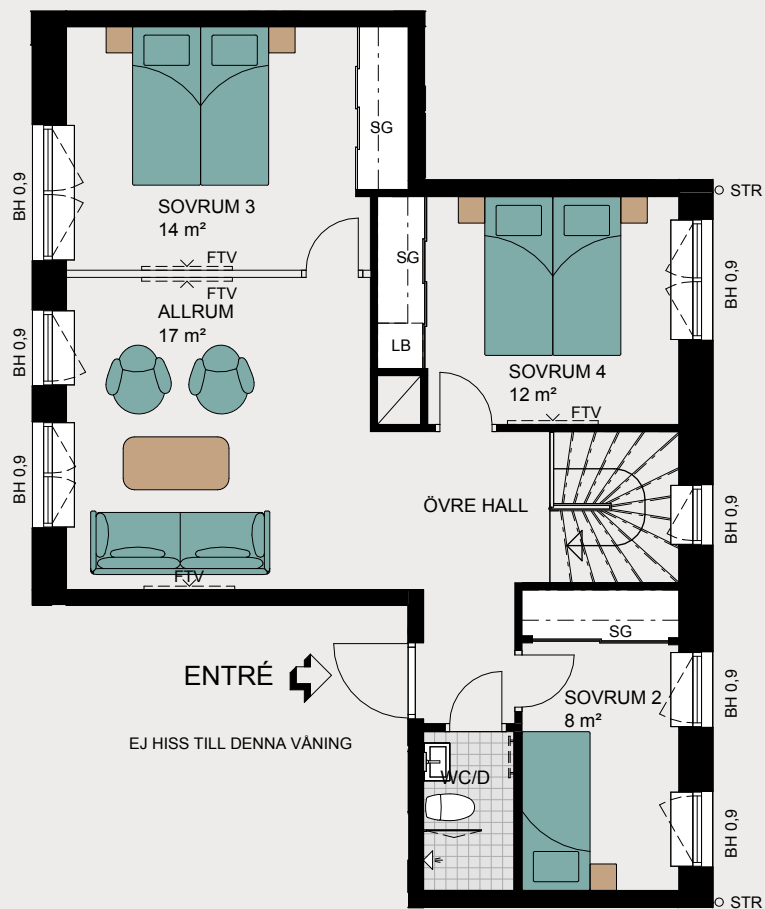 SG
BH 0,9
STR
SOVRUM 3
14 m²
FTV
SG
BH 0,9
FTV
ALLRUM
17 m²
BH 0,9
LB
SOVRUM 4
12 m²
FTV
BH 0,9
ÖVRE HALL
BH 0,9
FTV
SG
ENTRÉ
SOVRUM 2
8 m²
BH 0,9
EJ HISS TILL DENNA VÅNING
WC/D
BH 0,9
STR